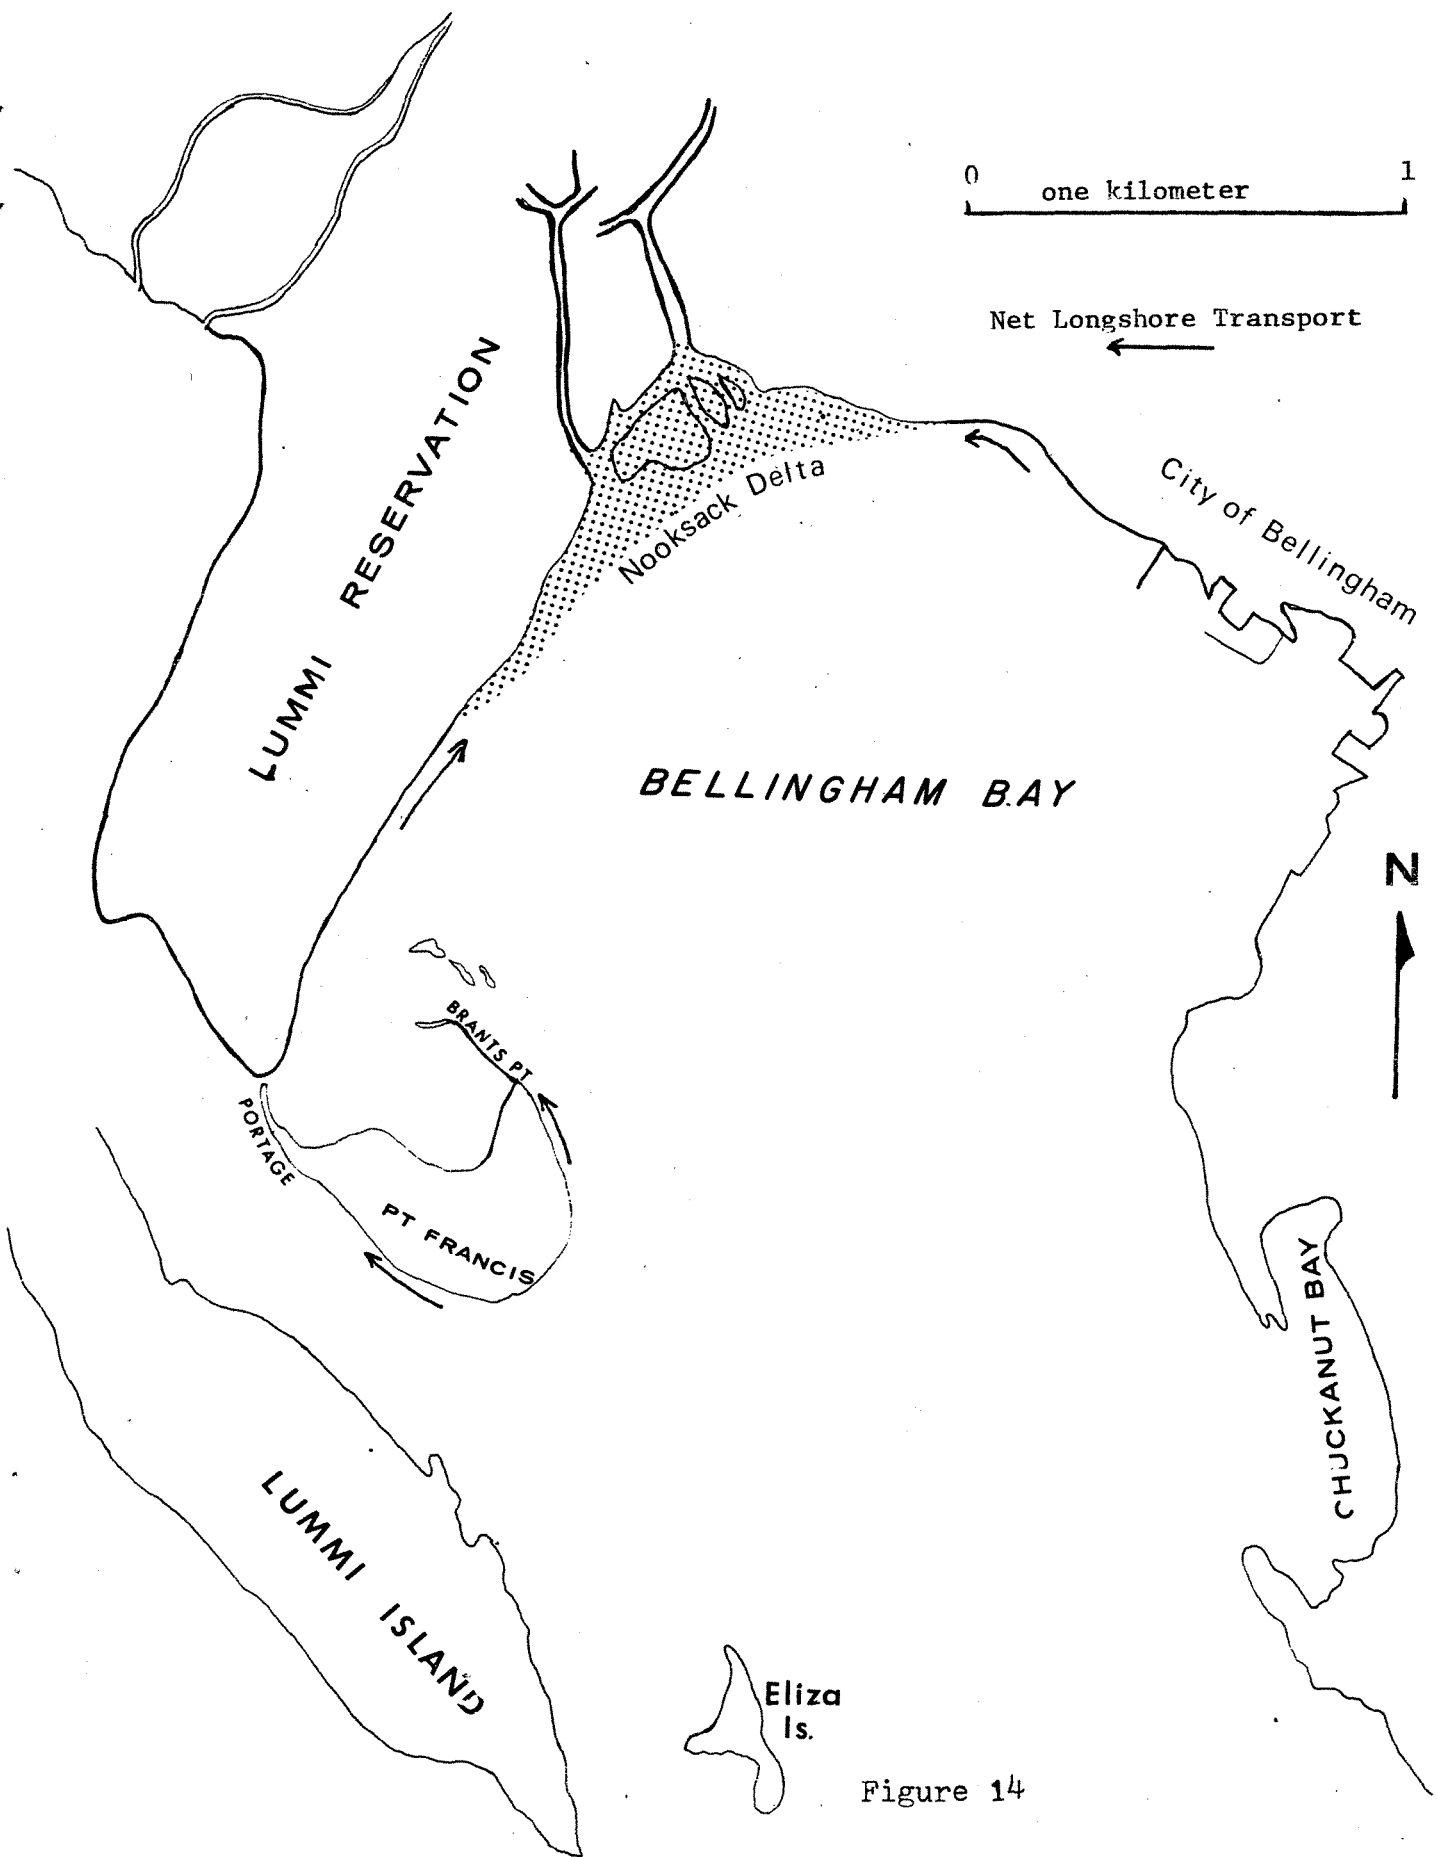 0 1
one kilometer
Net Longshore Transport
LUMMI RESERVATION
Nooksack Delta
City of Bellingham
BELLINGHAM BAY
N
BRANTS PT
PORTAGE
PT FRANCIS
CHUCKANUT BAY
LUMMI ISLAND
Eliza
Is.
Figure 14